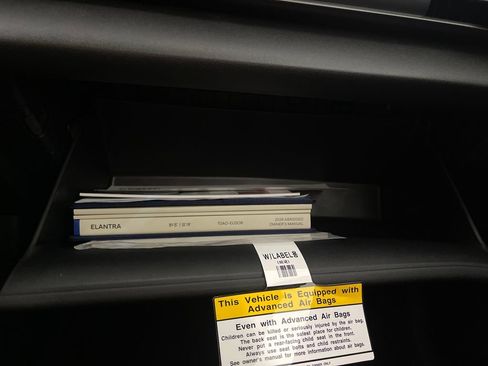 ELANTRA
OWNER'S MANUAL
W/LABEL
This Vehicle is Equipped with
Advanced Air Bags
Even with Advanced Air Bags
Children can be killed or seriously injured by the air bag.
The back seat is the safest place for children.
Never put a rear-facing child seat in the front.
Always use seat belts and child restraints.
See owner's manual for more information about air bags.